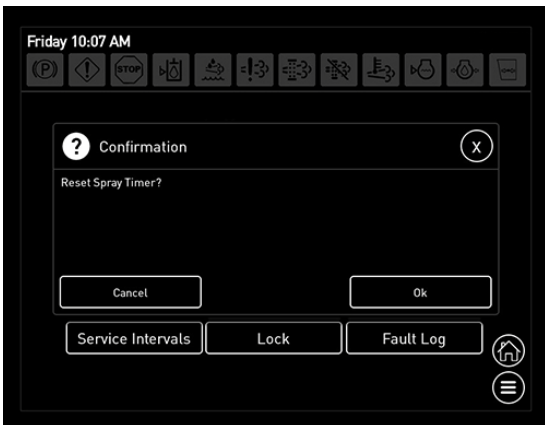 Friday 10:07 AM
(P) STOP
? Confirmation X
Reset Spray Timer?
Cancel Ok
Service Intervals Lock Fault Log